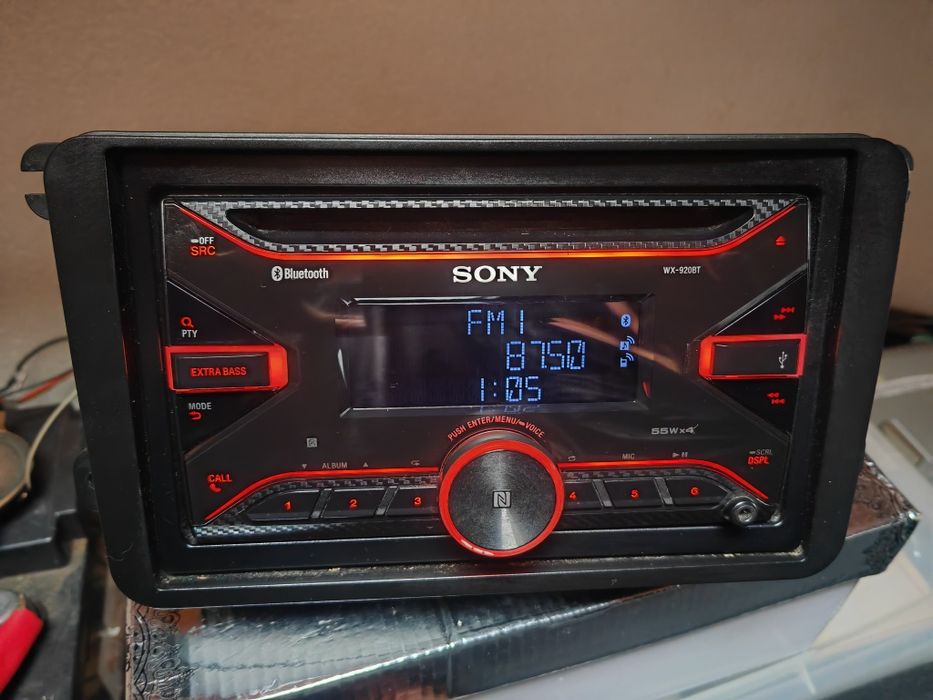 OFF
SRC
Bluetooth
SONY
WX-920BT
FM1
87.50
1:05
PTY
EXTRA BASS
MODE
PUSH ENTER/MENU/ VOICE
55W×4
CALL
ALBUM
MIC
SCRL
DSPL
1 2 3 4 5 6